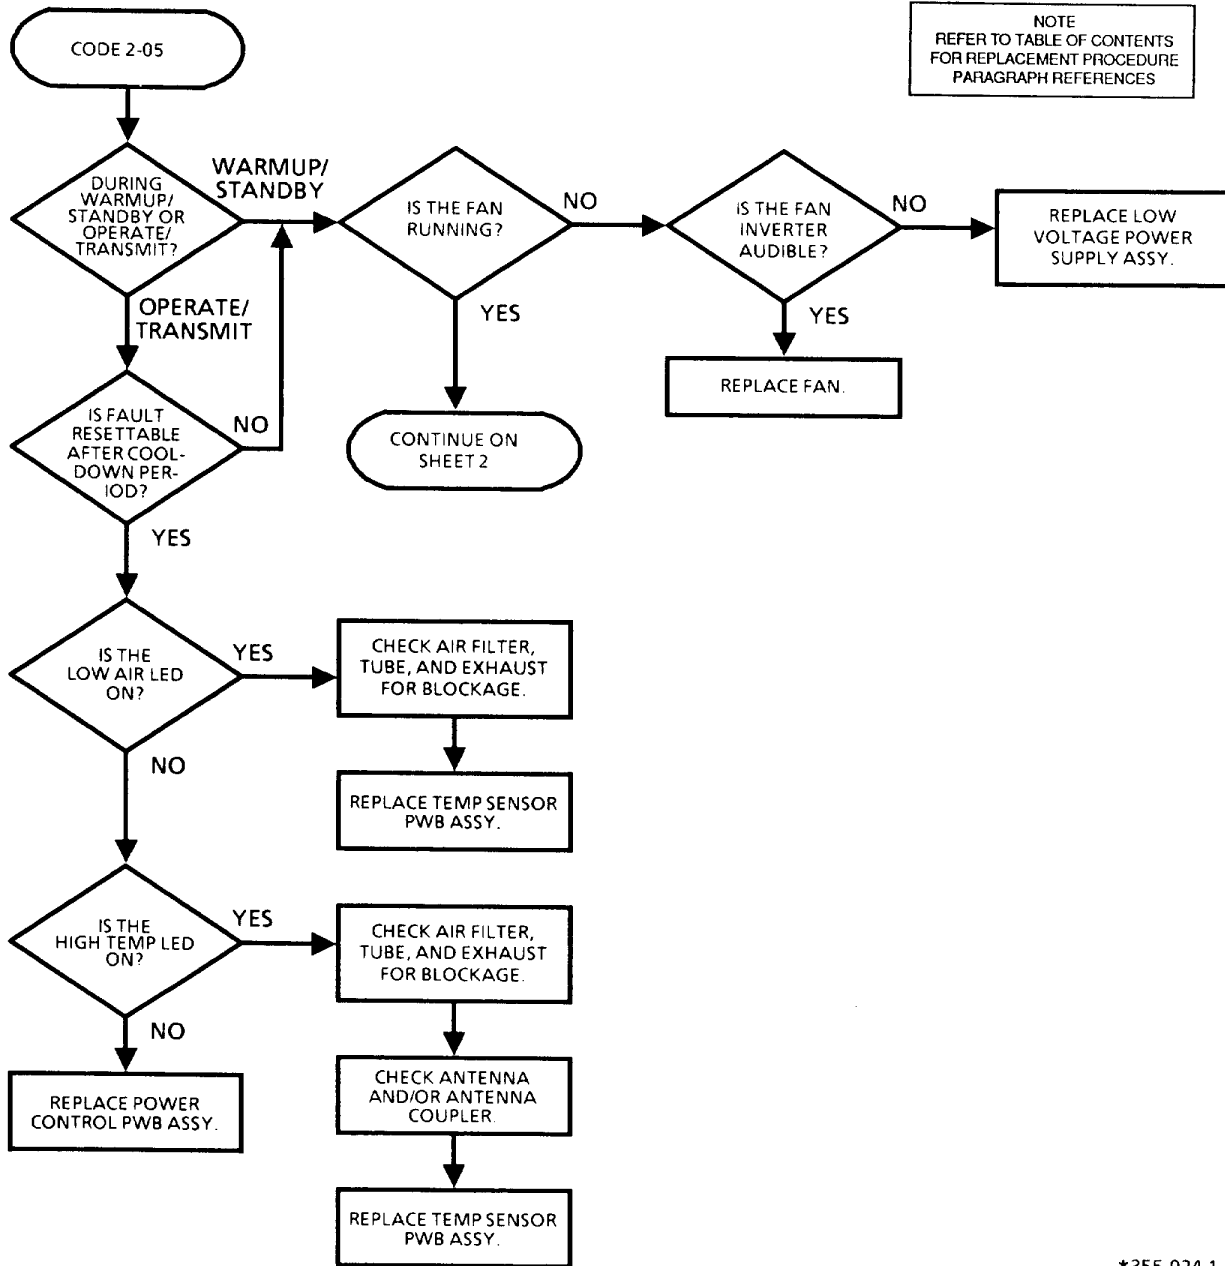 CODE 2-05
NOTE
REFER TO TABLE OF CONTENTS
FOR REPLACEMENT PROCEDURE
PARAGRAPH REFERENCES
DURING
WARMUP/
STANDBY OR
OPERATE/
TRANSMIT?
WARMUP/
STANDBY
IS THE FAN
RUNNING?
NO
IS THE FAN
INVERTER
AUDIBLE?
NO
REPLACE LOW
VOLTAGE POWER
SUPPLY ASSY.
OPERATE/
TRANSMIT
YES
YES
REPLACE FAN.
IS FAULT
RESETTABLE
AFTER COOL-
DOWN PER-
IOD?
NO
CONTINUE ON
SHEET 2
YES
IS THE
LOW AIR LED
ON?
YES
CHECK AIR FILTER,
TUBE, AND EXHAUST
FOR BLOCKAGE.
NO
REPLACE TEMP SENSOR
PWB ASSY.
IS THE
HIGH TEMP LED
ON?
YES
CHECK AIR FILTER,
TUBE, AND EXHAUST
FOR BLOCKAGE.
NO
REPLACE POWER
CONTROL PWB ASSY.
CHECK ANTENNA
AND/OR ANTENNA
COUPLER.
REPLACE TEMP SENSOR
PWB ASSY.